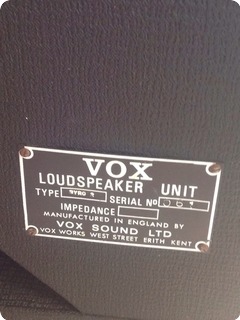 VOX
LOUDSPEAKER UNIT
TYPE SERIAL No
IMPEDANCE
MANUFACTURED IN ENGLAND BY
VOX SOUND LTD
VOX WORKS WEST STREET ERITH KENT